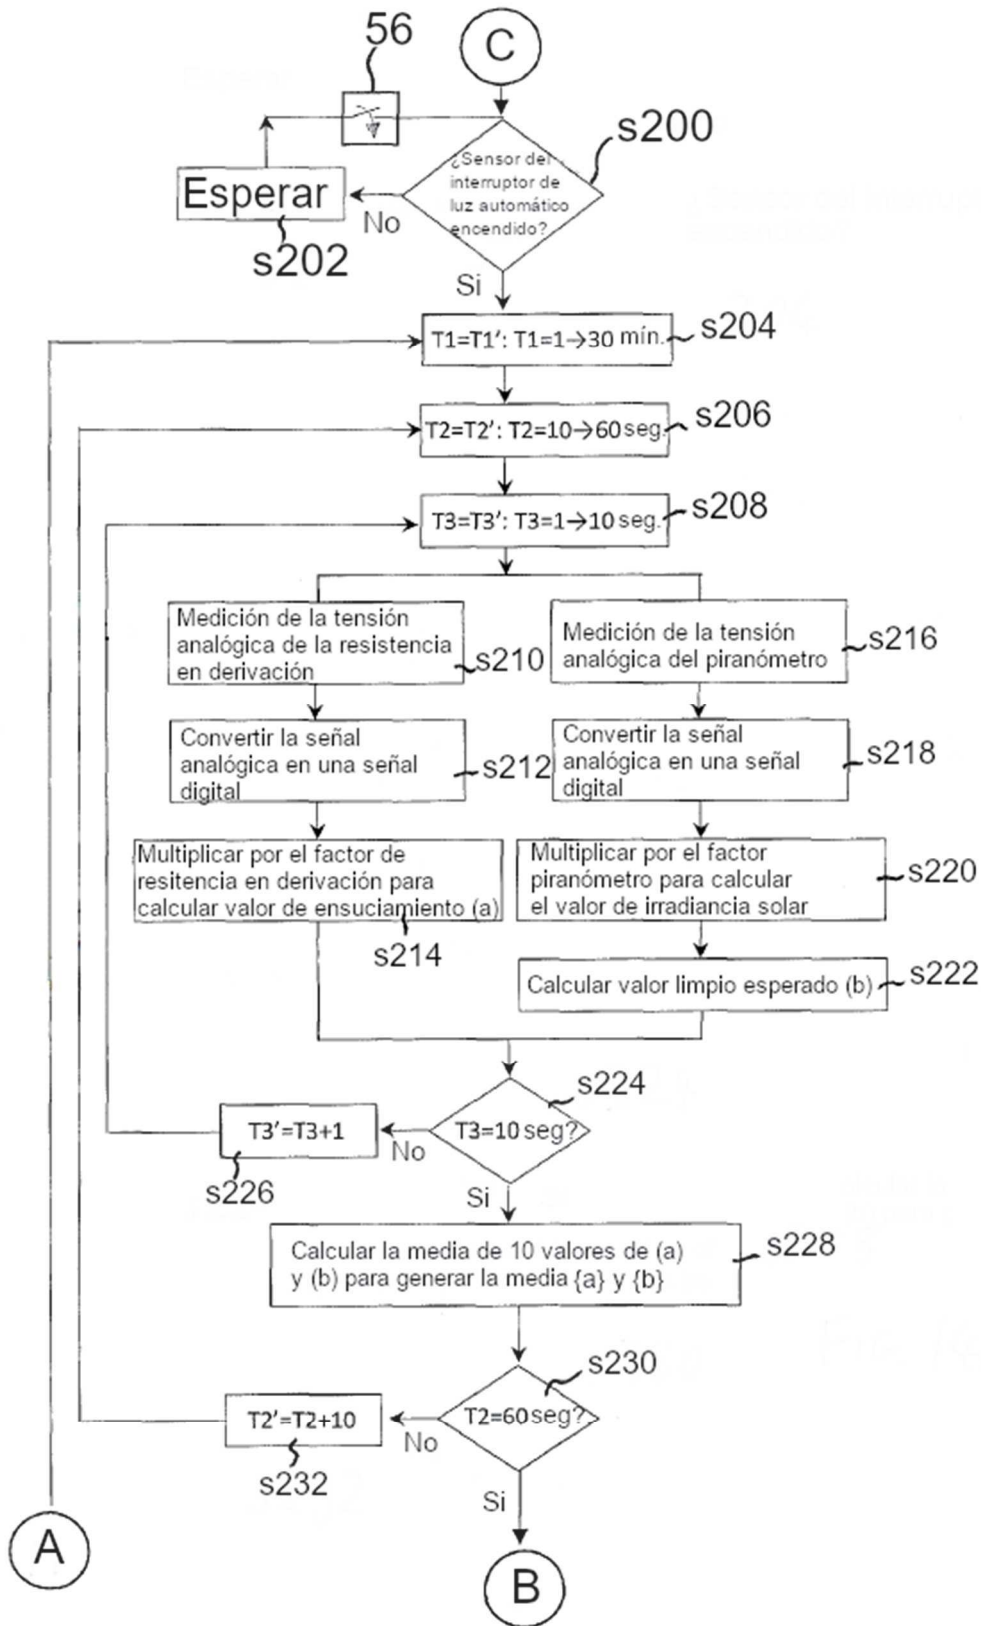 56
C
s200
¿Sensor del
interruptor de
luz automático
encendido?
Esperar
No
s202
Si
T1=T1': T1=1→30 mín.
s204
T2=T2': T2=10→60 seg.
s206
T3=T3': T3=1→10 seg.
s208
Medición de la tensión
analógica de la resistencia
en derivación
s210
Medición de la tensión
analógica del piranómetro
s216
Convertir la señal
analógica en una señal
digital
s212
Convertir la señal
analógica en una señal
digital
s218
Multiplicar por el factor de
resitencia en derivación para
calcular valor de ensuciamiento (a)
s214
Multiplicar por el factor
piranómetro para calcular
el valor de irradiancia solar
s220
Calcular valor limpio esperado (b)
s222
s224
T3=10 seg?
No
T3'=T3+1
s226
Si
Calcular la media de 10 valores de (a)
y (b) para generar la media {a} y {b}
s228
s230
T2=60 seg?
No
T2'=T2+10
s232
Si
A
B